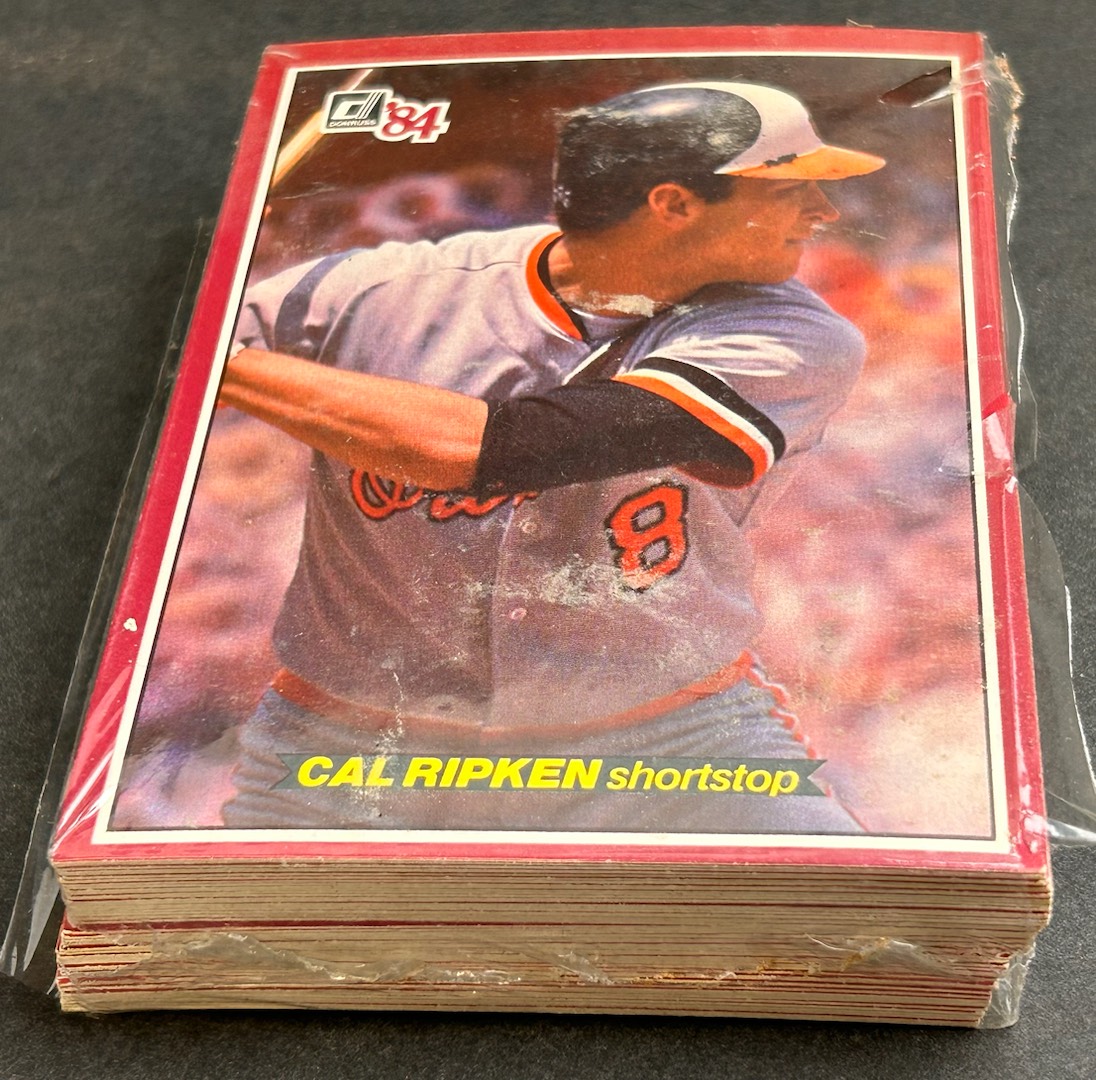 DONRUSS '84
8
CAL RIPKEN shortstop